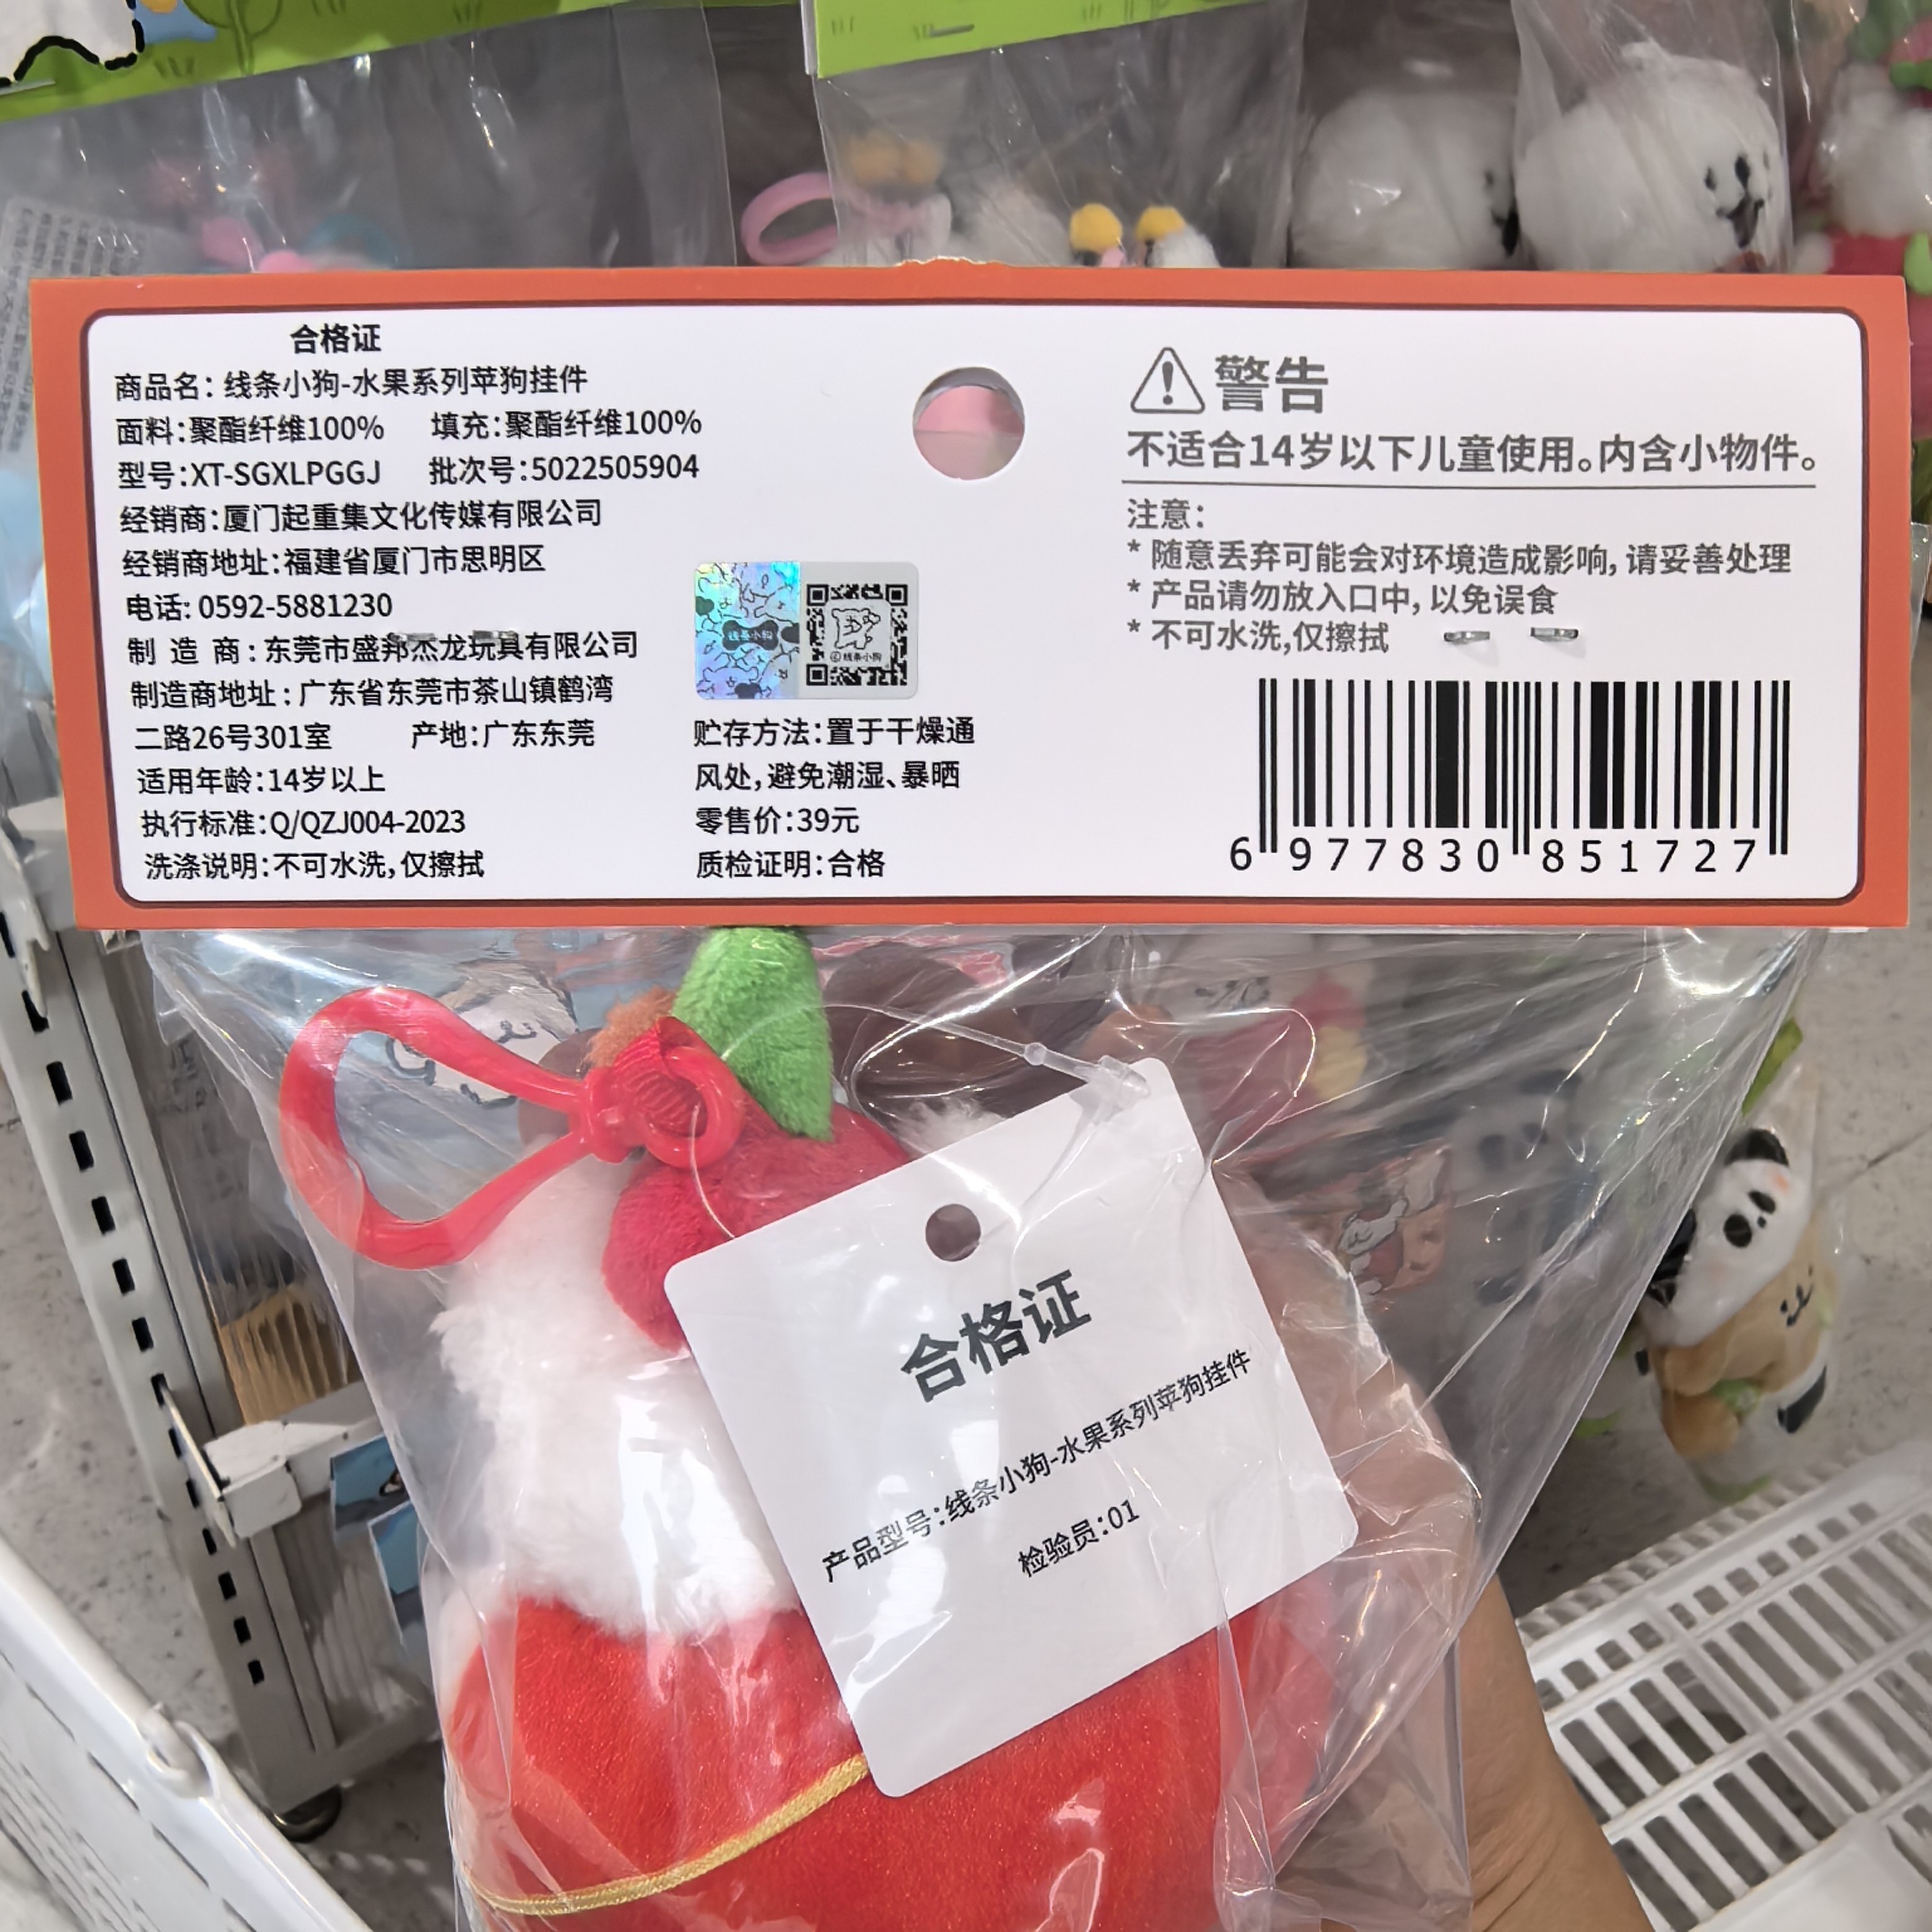 合格证
商品名：线条小狗-水果系列苹狗挂件
面料：聚酯纤维100% 填充：聚酯纤维100%
型号：XT-SGXLPGGJ 批次号：5022505904
经销商：厦门起重集文化传媒有限公司
经销商地址：福建省厦门市思明区
电话：0592-5881230
制 造 商：东莞市盛邦杰龙玩具有限公司
制造商地址：广东省东莞市茶山镇鹤湾
二路26号301室 产地：广东东莞
适用年龄：14岁以上
执行标准：Q/QZJ004-2023
洗涤说明：不可水洗，仅擦拭
线条小狗
线条小狗
贮存方法：置于干燥通
风处，避免潮湿、暴晒
零售价：39元
质检证明：合格
警告
不适合14岁以下儿童使用。内含小物件。
注意：
* 随意丢弃可能会对环境造成影响，请妥善处理
* 产品请勿放入口中，以免误食
* 不可水洗，仅擦拭
6 977830 851727
合格证
产品型号：线条小狗-水果系列苹狗挂件
检验员：01